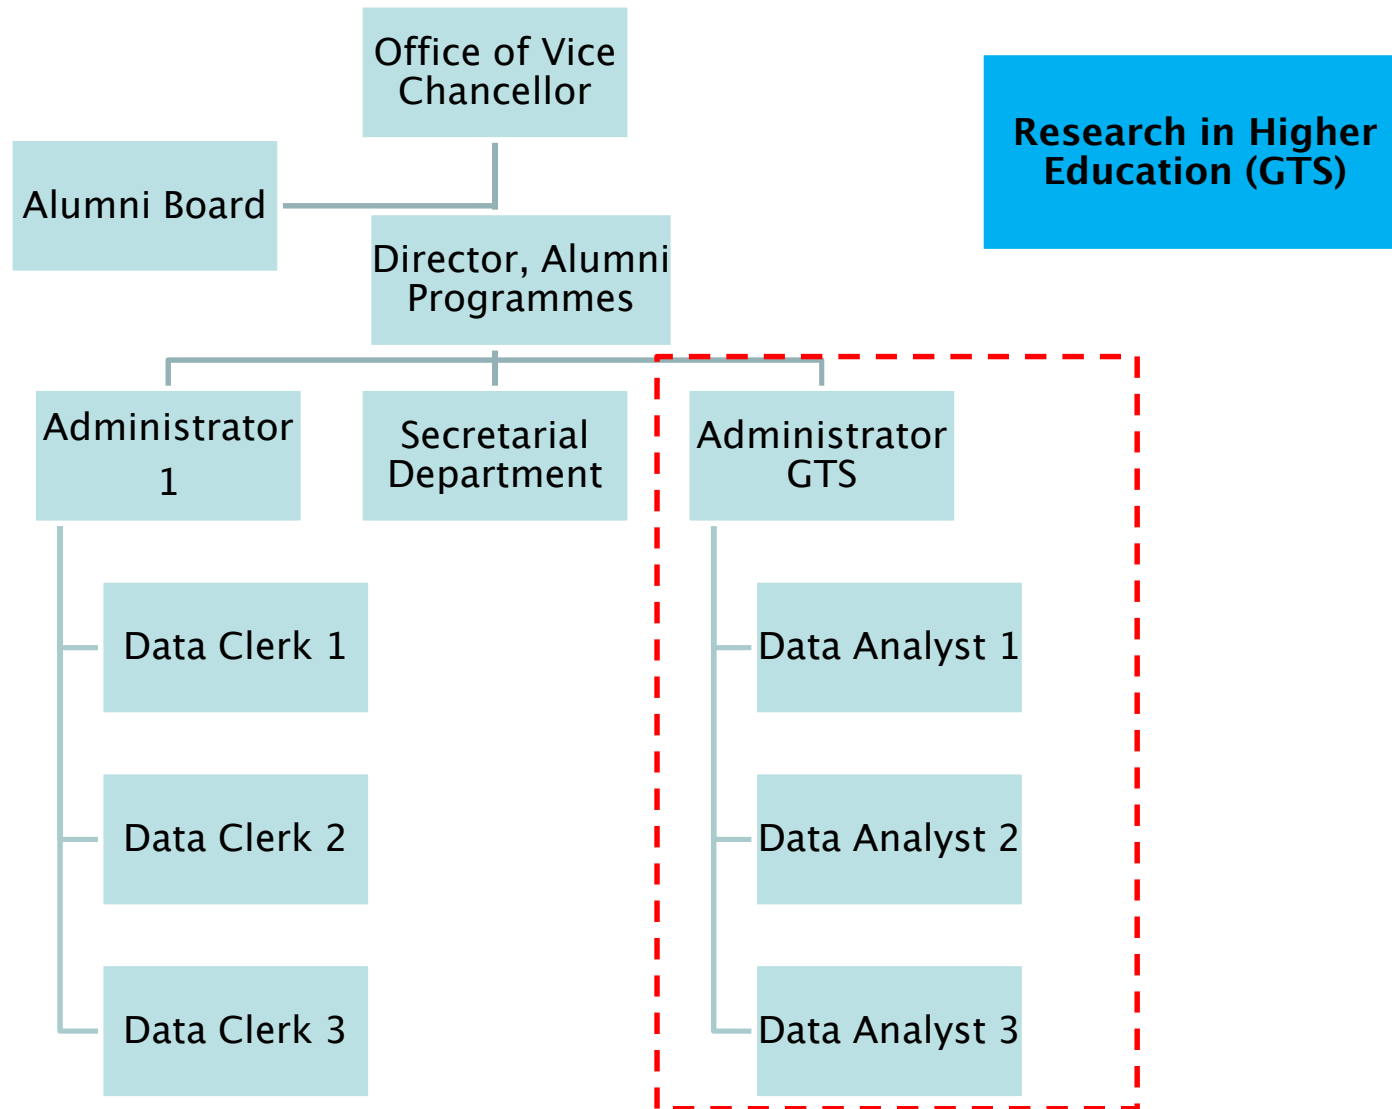 Office of Vice
Chancellor
Research in Higher
Education (GTS)
Alumni Board
Director, Alumni
Programmes
Administrator
1
Secretarial
Department
Administrator
GTS
Data Clerk 1
Data Analyst 1
Data Clerk 2
Data Analyst 2
Data Clerk 3
Data Analyst 3